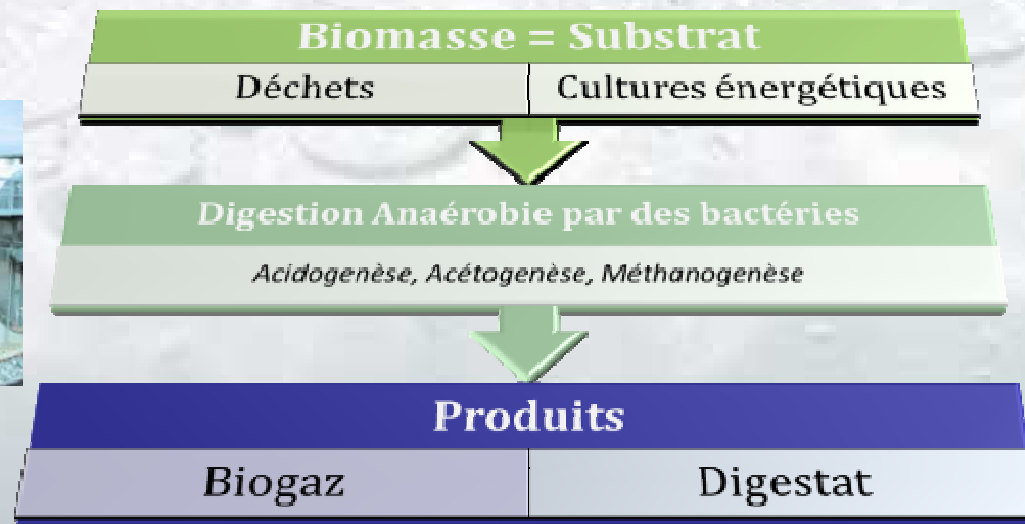 Biomasse = Substrat
Déchets
Cultures énergétiques
Digestion Anaérobie par des bactéries
Acidogenèse, Acétogenèse, Méthanogenèse
Produits
Biogaz
Digestat